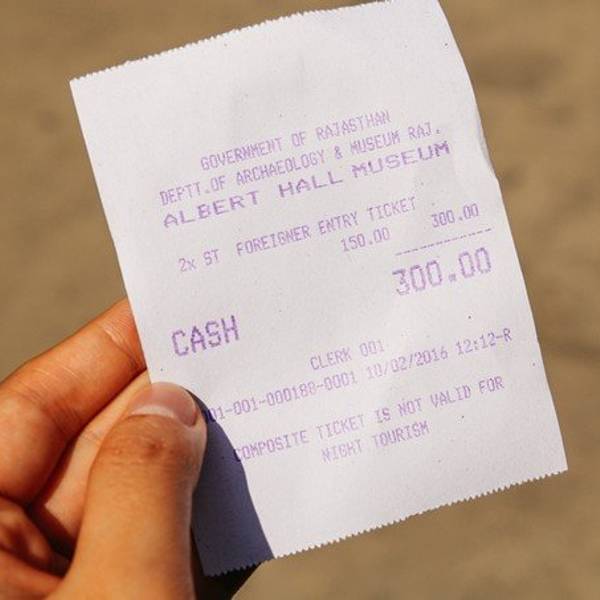 GOVERNMENT OF RAJASTHAN
DEPTT.OF ARCHAEOLOGY & MUSEUM RAJ.
ALBERT HALL MUSEUM
2x ST FOREIGNER ENTRY TICKET
150.00 300.00
300.00
CASH
CLERK 001
01-001-000188-0001 10/02/2016 12:12-R
COMPOSITE TICKET IS NOT VALID FOR
NIGHT TOURISM